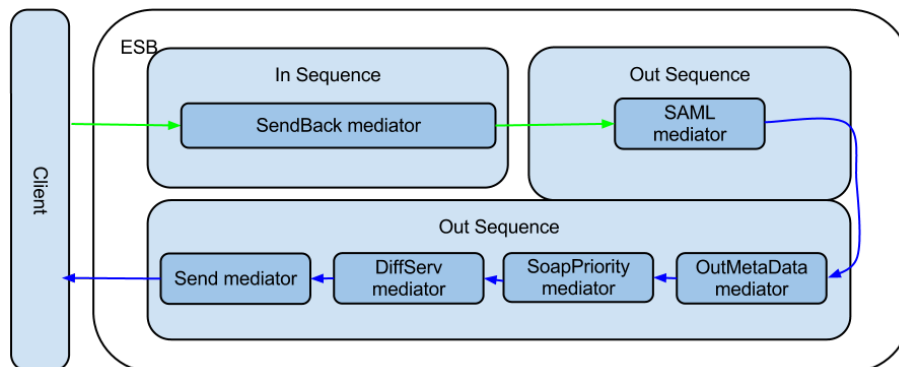 ESB
In Sequence
Out Sequence
SendBack mediator
SAML
mediator
Client
Out Sequence
Send mediator
DiffServ
mediator
SoapPriority
mediator
OutMetaData
mediator